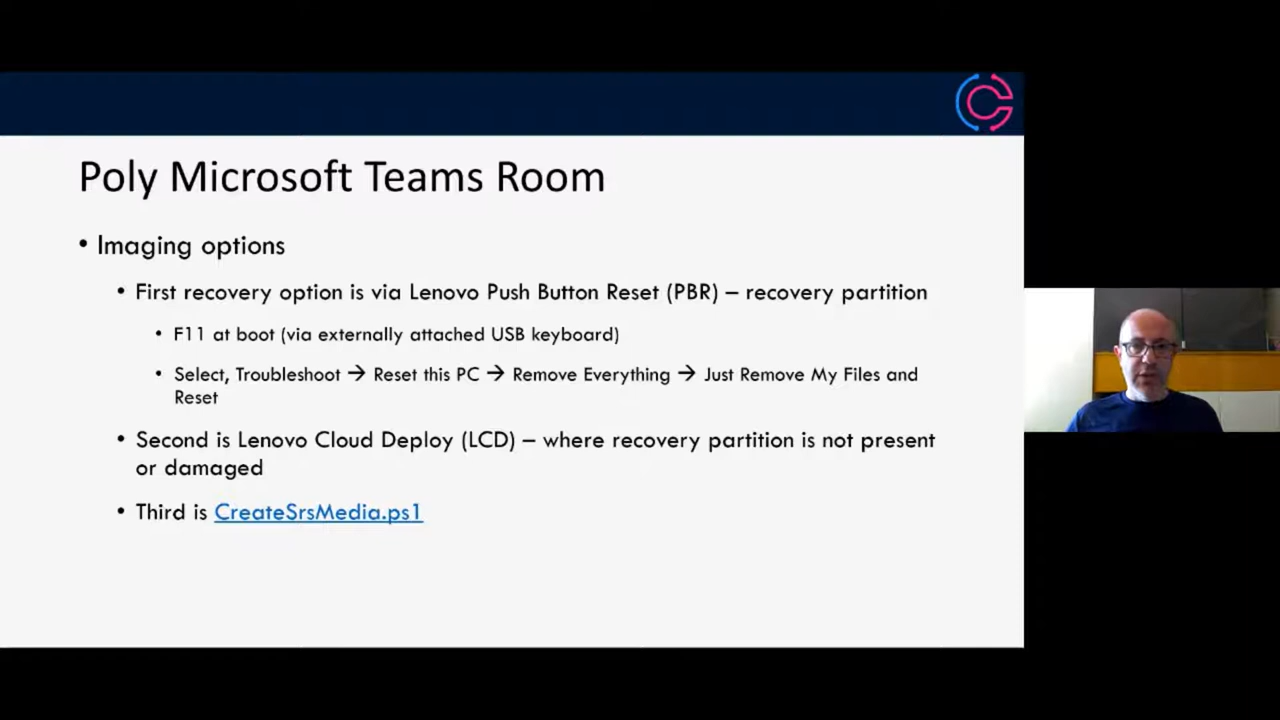 Poly Microsoft Teams Room
• Imaging options
• First recovery option is via Lenovo Push Button Reset (PBR) – recovery partition
• F11 at boot (via externally attached USB keyboard)
• Select, Troubleshoot → Reset this PC → Remove Everything → Just Remove My Files and
Reset
• Second is Lenovo Cloud Deploy (LCD) – where recovery partition is not present
or damaged
• Third is CreateSrsMedia.ps1